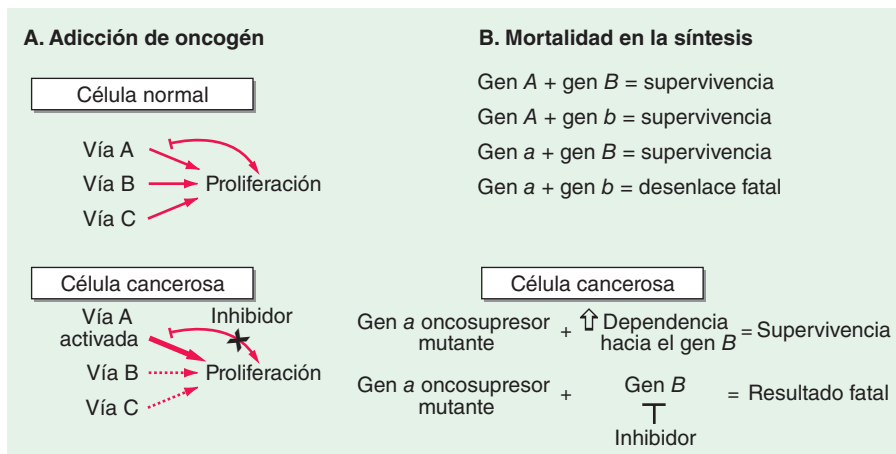 A. Adicción de oncogén
Célula normal
Vía A
Vía B
Proliferación
Vía C
Célula cancerosa
Vía A
activada
Inhibidor
Vía B
Proliferación
Vía C
B. Mortalidad en la síntesis
Gen A + gen B = supervivencia
Gen A + gen b = supervivencia
Gen a + gen B = supervivencia
Gen a + gen b = desenlace fatal
Célula cancerosa
Gen a oncosupresor
mutante
+
⇧ Dependencia
hacia el gen B
= Supervivencia
Gen a oncosupresor
mutante
+
Gen B
= Resultado fatal
Inhibidor